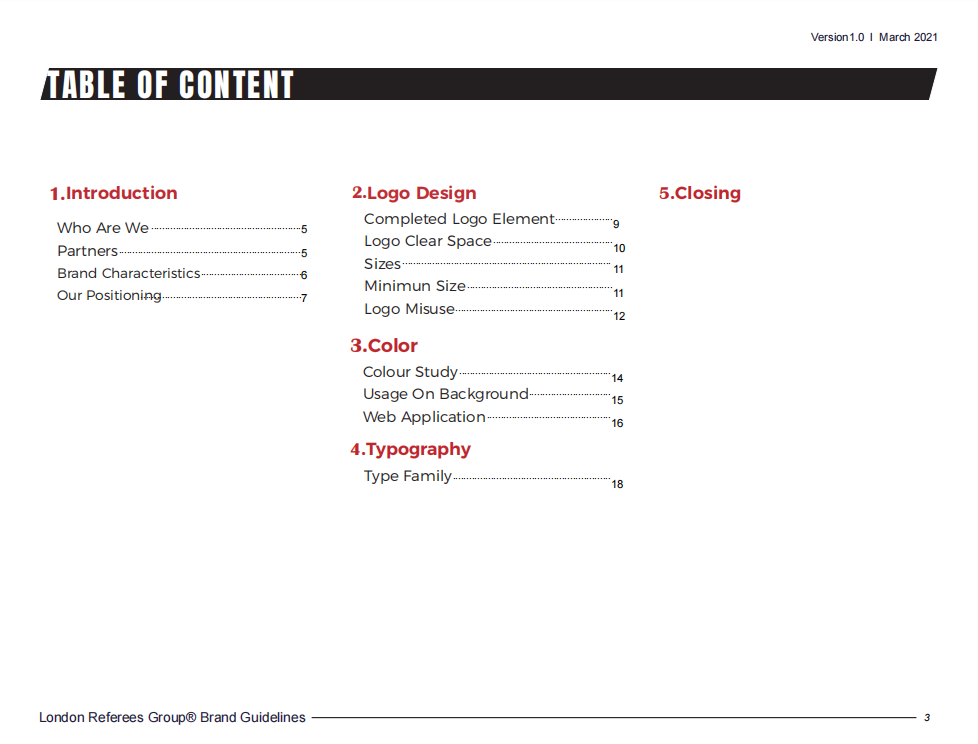 Version1.0 I March 2021
TABLE OF CONTENT
1.Introduction
Who Are We 5
Partners 5
Brand Characteristics 6
Our Positioning 7
2.Logo Design
Completed Logo Element 9
Logo Clear Space 10
Sizes 11
Minimun Size 11
Logo Misuse 12
3.Color
Colour Study 14
Usage On Background 15
Web Application 16
4.Typography
Type Family 18
5.Closing
London Referees Group® Brand Guidelines 3